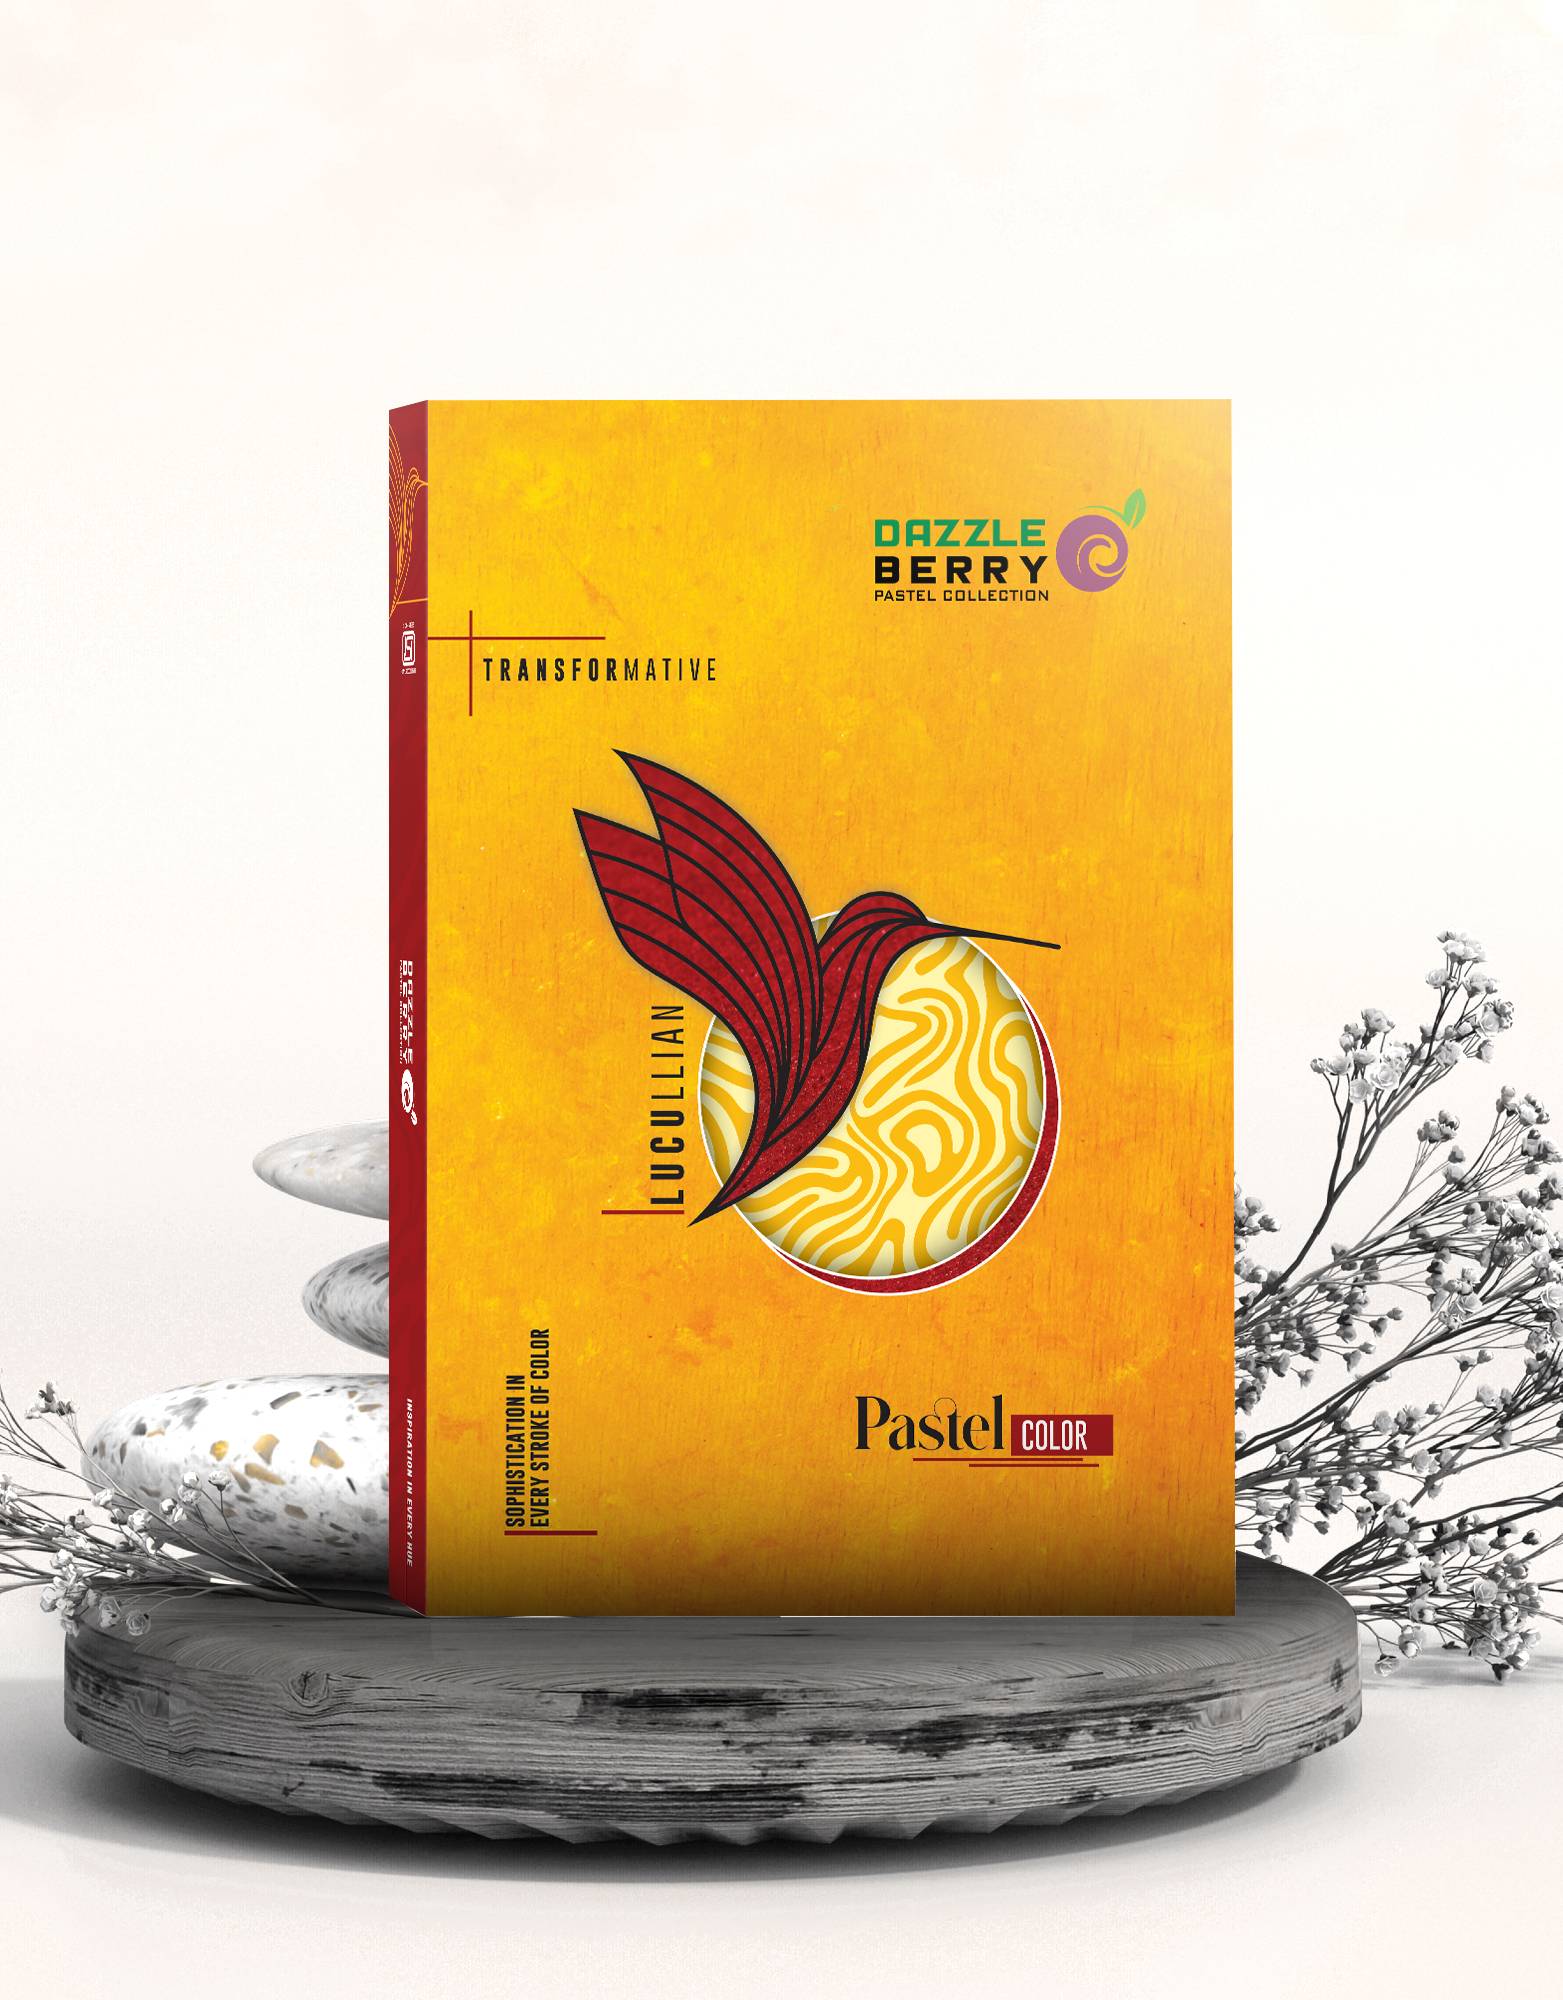 DAZZLE
BERRY
PASTEL COLLECTION
TRANSFORMATIVE
LUCULLIAN
SOPHISTICATION IN
EVERY STROKE OF COLOR
Pastel COLOR
DAZZLE
BERRY
INSPIRATION IN EVERY HUE